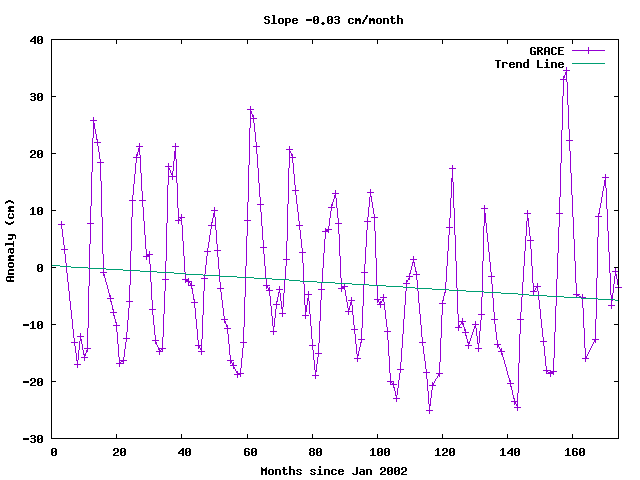 Slope -0.03 cm/month
GRACE
Trend Line
40
30
20
10
0
-10
-20
-30
Anomaly (cm)
0 20 40 60 80 100 120 140 160
Months since Jan 2002